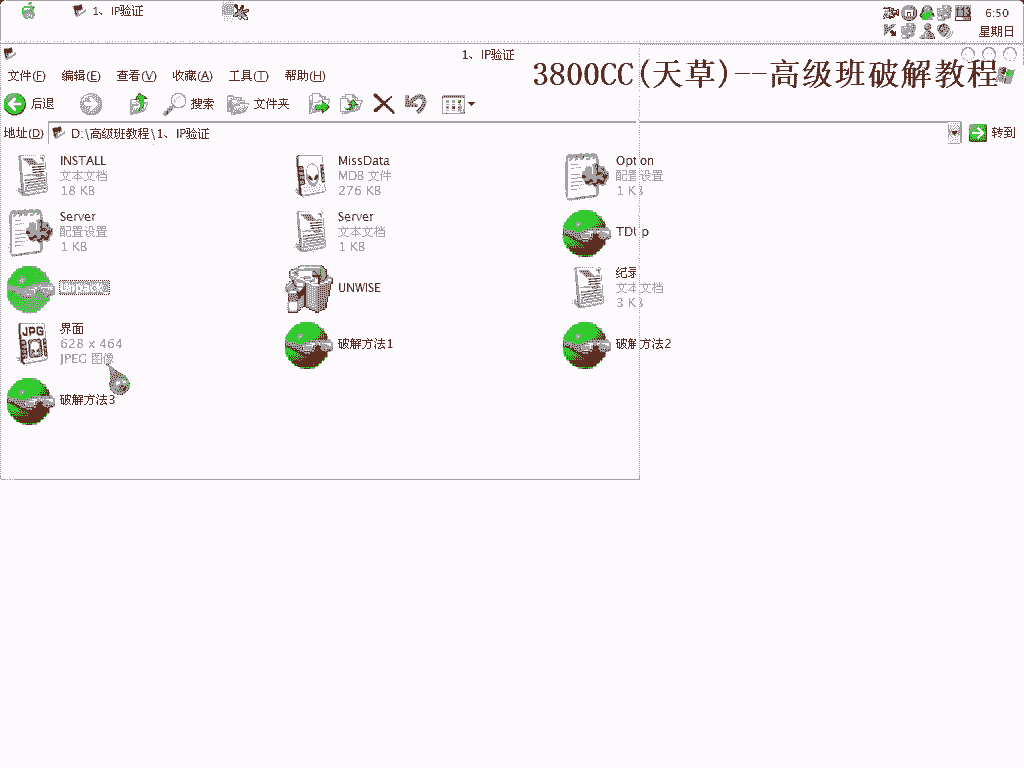 1、IP验证
6:50
星期日
1、IP验证
文件(F) 编辑(E) 查看(V) 收藏(A) 工具(T) 帮助(H)
3800CC(天草)--高级班破解教程
后退 搜索 文件夹
地址(D) D:\高级班教程\1、IP验证 转到
INSTALL
文本文档
18 KB
MissData
MDB 文件
276 KB
Option
配置设置
1 KB
Server
配置设置
1 KB
Server
文本文档
1 KB
TDUp
unpack
UNWISE
纪录
文本文档
3 KB
JPG
界面
628 x 464
JPEG 图像
破解方法1
破解方法2
破解方法3